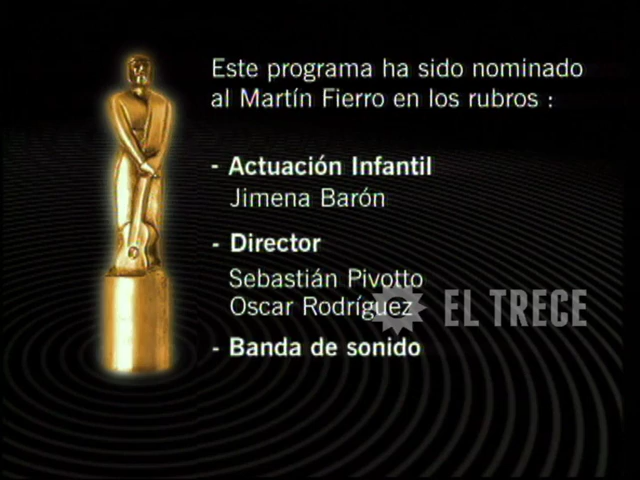 Este programa ha sido nominado
al Martín Fierro en los rubros :
- Actuación Infantil
Jimena Barón
- Director
Sebastián Pivotto
Oscar Rodríguez
EL TRECE
- Banda de sonido